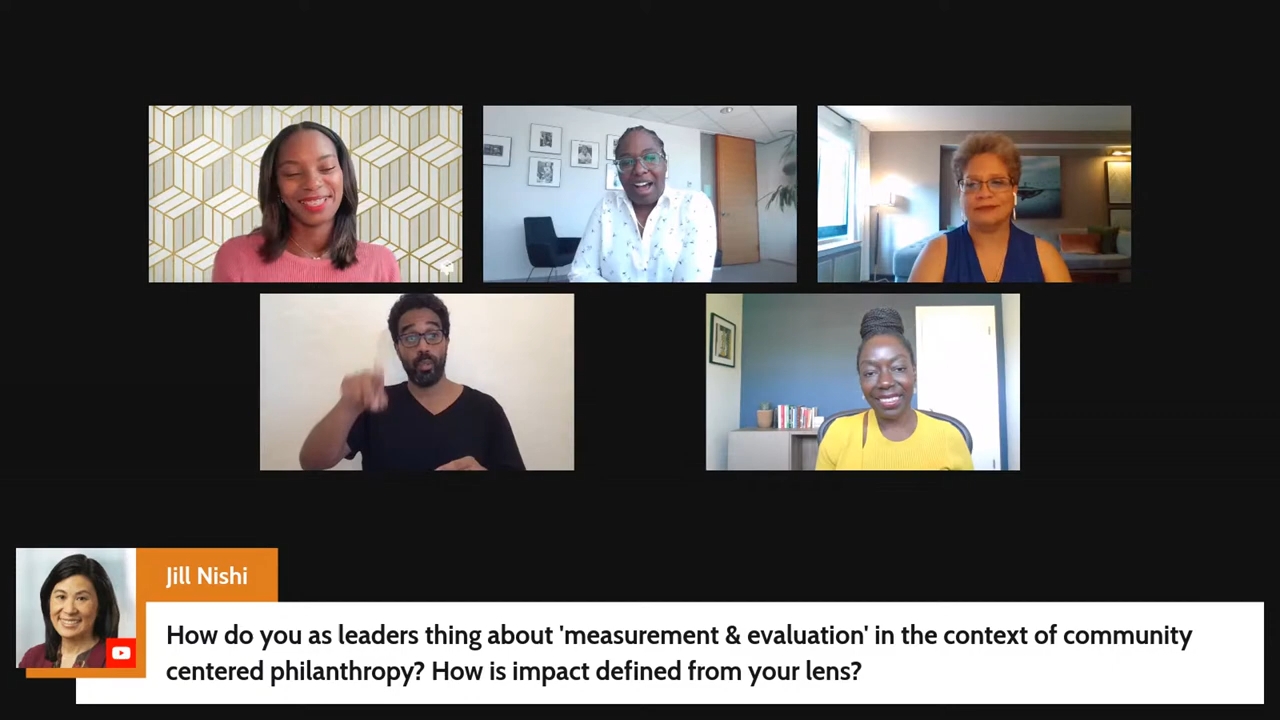 Jill Nishi
How do you as leaders thing about 'measurement & evaluation' in the context of community
centered philanthropy? How is impact defined from your lens?